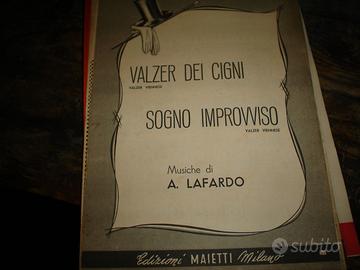 VALZER DEI CIGNI
VALZER VIENNESE
SOGNO IMPROVVISO
VALZER VIENNESE
Musiche di
A. LAFARDO
Edizioni MAIETTI Milano
subito